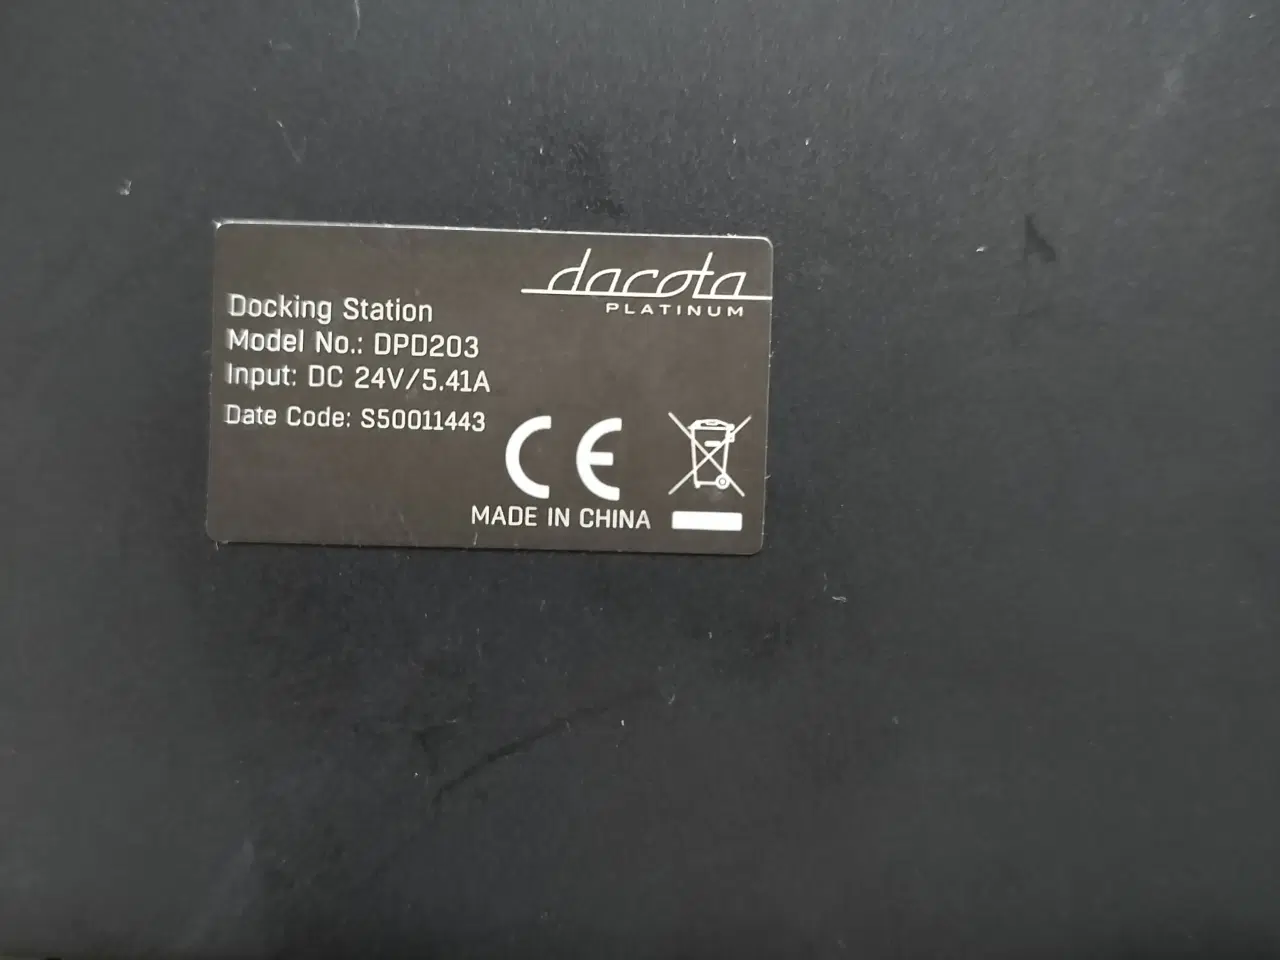 dacota
PLATINUM
Docking Station
Model No.: DPD203
Input: DC 24V/5.41A
Date Code: S50011443
CE
MADE IN CHINA